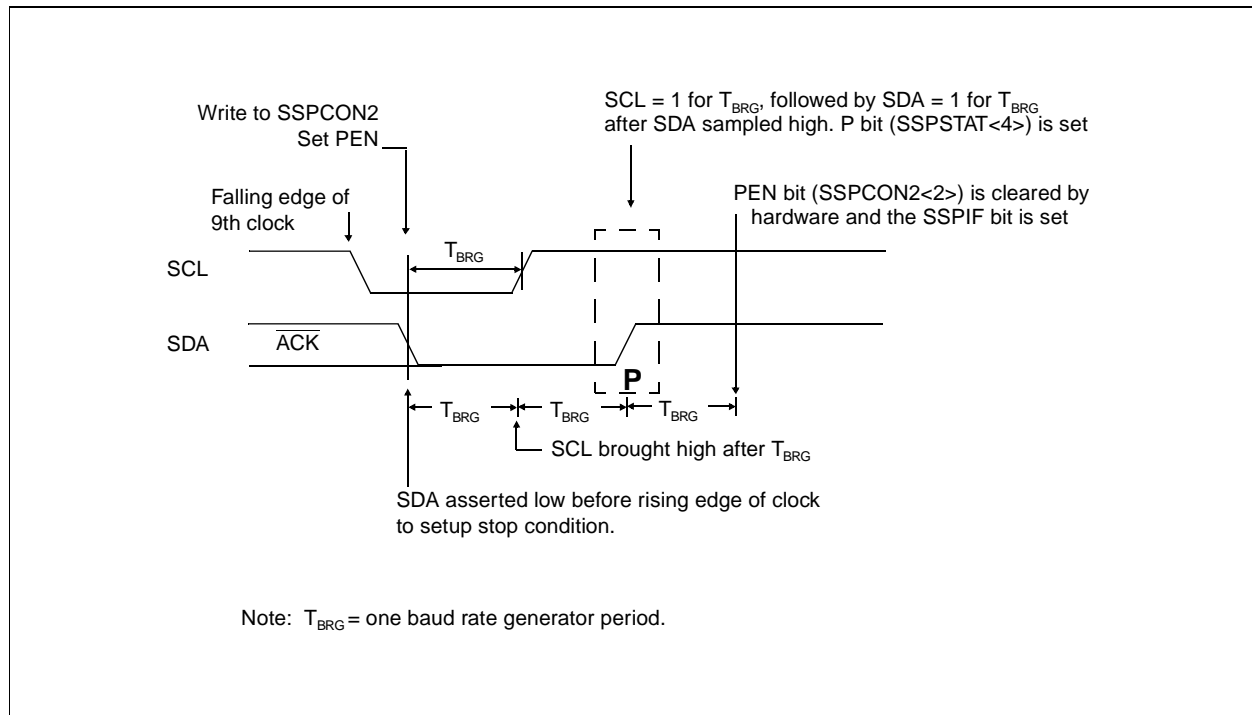 Write to SSPCON2
Set PEN
SCL = 1 for TBRG, followed by SDA = 1 for TBRG
after SDA sampled high. P bit (SSPSTAT<4>) is set
Falling edge of
9th clock
PEN bit (SSPCON2<2>) is cleared by
hardware and the SSPIF bit is set
SCL
TBRG
SDA
ACK
P
TBRG
TBRG
TBRG
SCL brought high after TBRG
SDA asserted low before rising edge of clock
to setup stop condition.
Note: TBRG = one baud rate generator period.